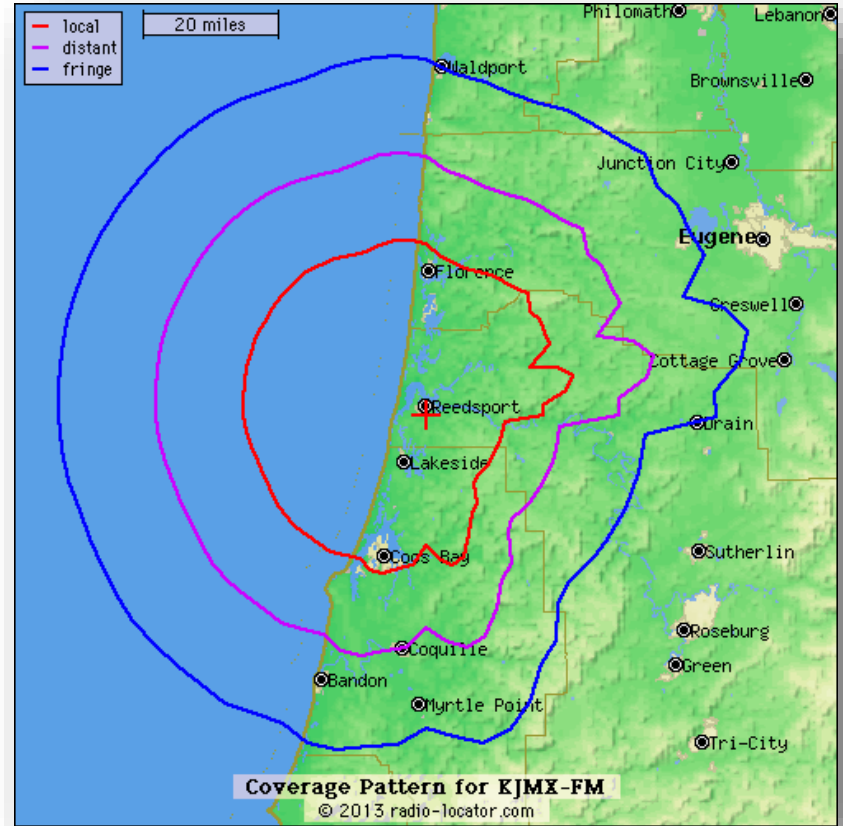 local
distant
fringe
20 miles
Philomath
Lebanon
Waldport
Brownsville
Junction City
Eugene
Florence
Creswell
Cottage Grove
Reedsport
Drain
Lakeside
Coos Bay
Sutherlin
Roseburg
Coquille
Green
Bandon
Myrtle Point
Tri-City
Coverage Pattern for KJMX-FM
© 2013 radio-locator.com